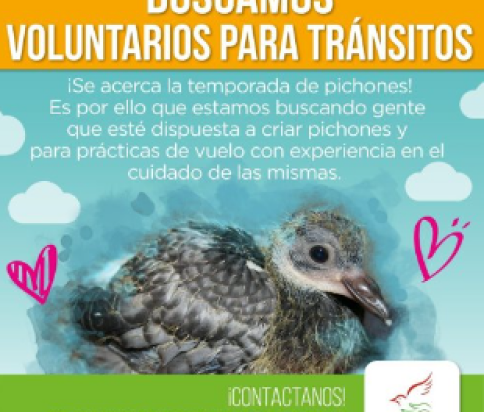 BUSCAMOS
VOLUNTARIOS PARA TRÁNSITOS
¡Se acerca la temporada de pichones!
Es por ello que estamos buscando gente
que esté dispuesta a criar pichones y
para prácticas de vuelo con experiencia en el
cuidado de las mismas.
¡CONTACTANOS!